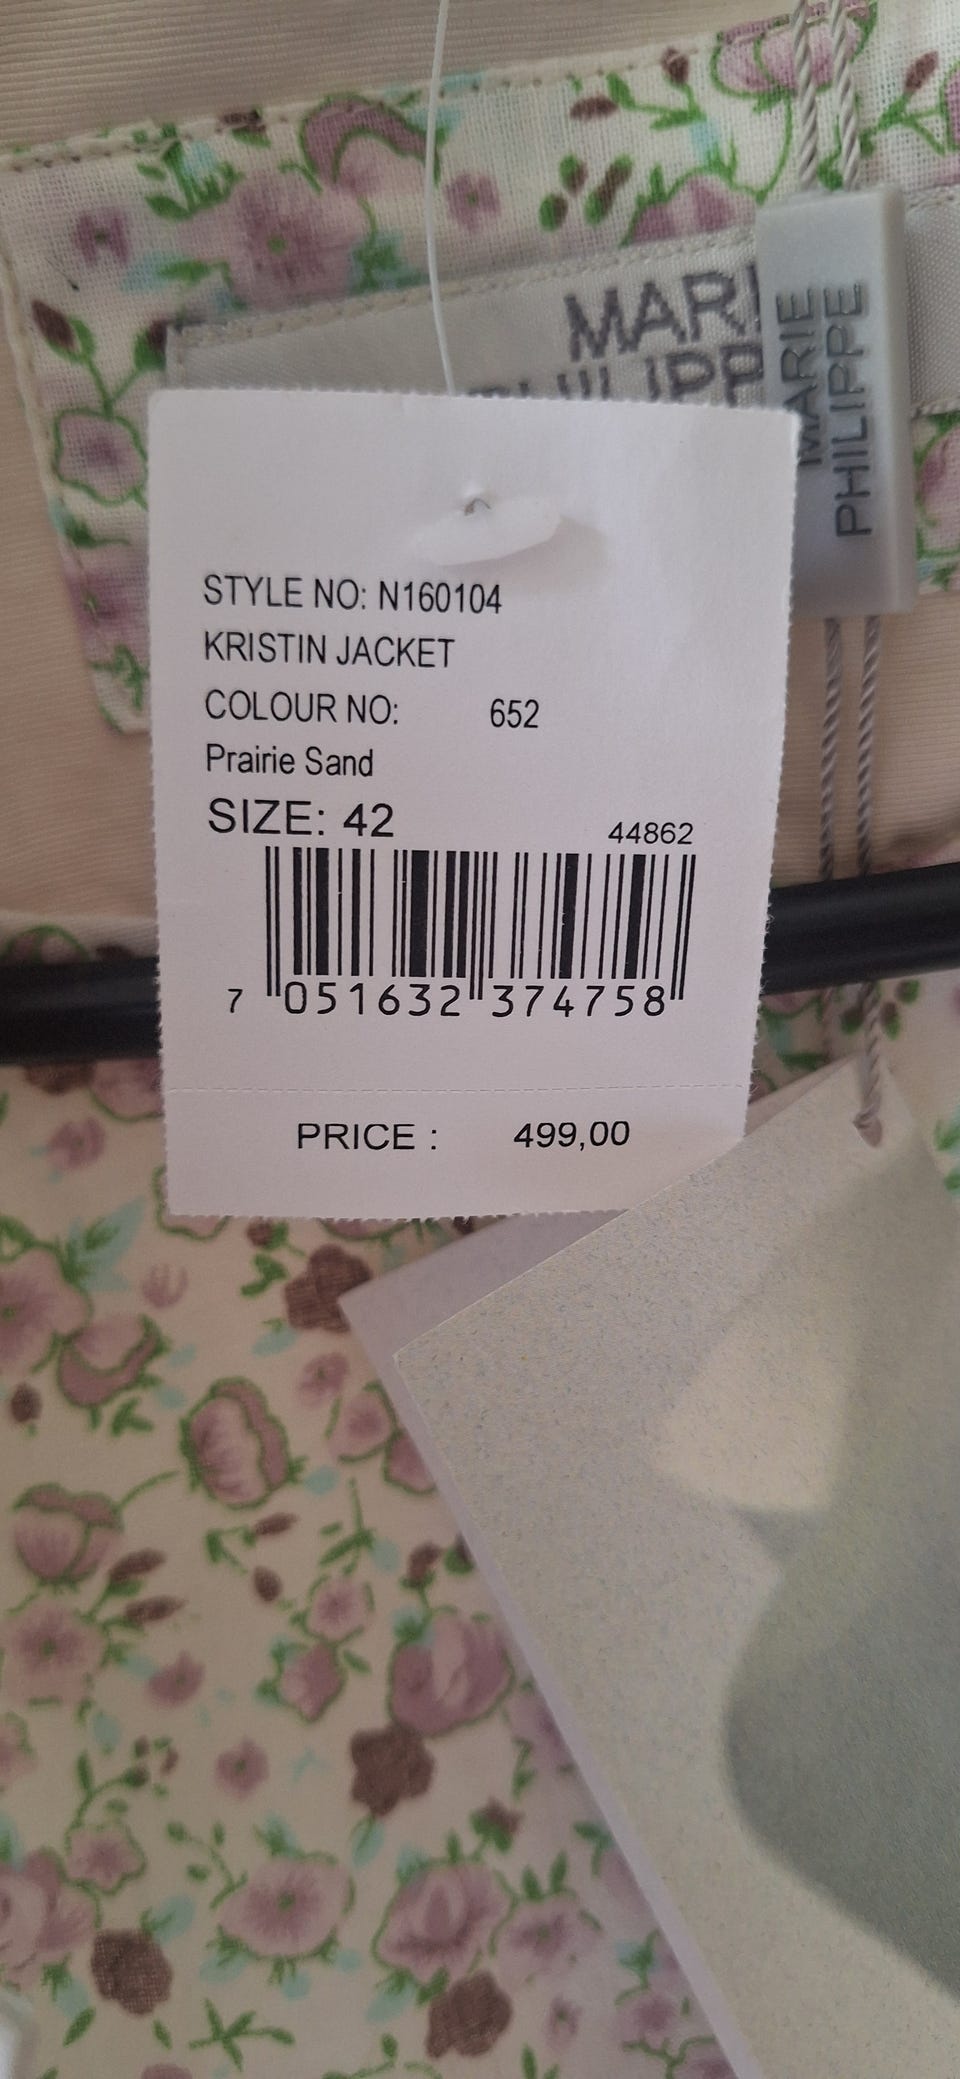 MARIE
PHILIPPE
STYLE NO: N160104
KRISTIN JACKET
COLOUR NO: 652
Prairie Sand
SIZE: 42
44862
7 051632 374758
PRICE : 499,00